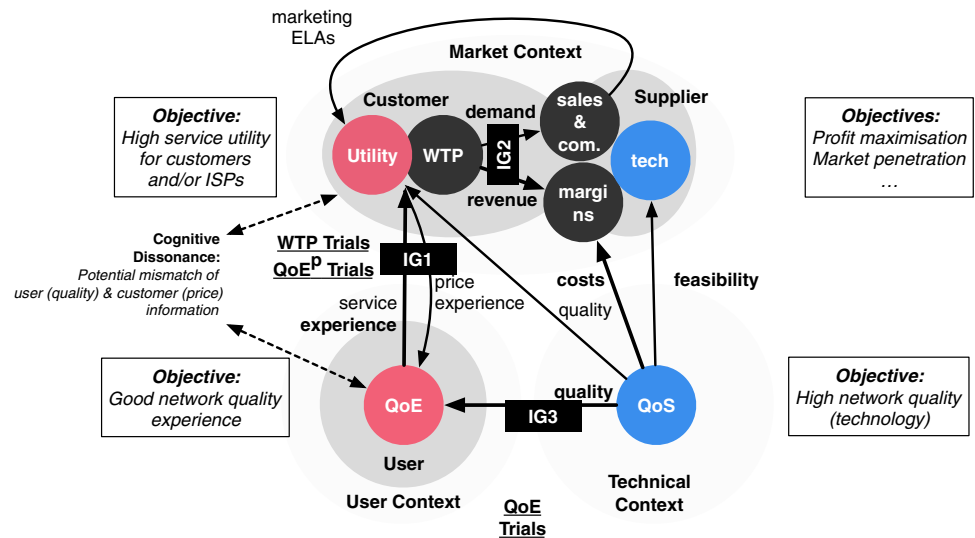 marketing
ELAs
Market Context
Objective:
High service utility
for customers
and/or ISPs
Customer
demand
sales
&
com.
Supplier
Objectives:
Profit maximisation
Market penetration
...
Utility
WTP
IG2
tech
revenue
margi
ns
Cognitive
Dissonance:
Potential mismatch of
user (quality) & customer (price)
information
WTP Trials
QoEp Trials
IG1
price
experience
service
experience
costs
quality
feasibility
Objective:
Good network quality
experience
QoE
quality
IG3
QoS
Objective:
High network quality
(technology)
User
User Context
Technical
Context
QoE
Trials